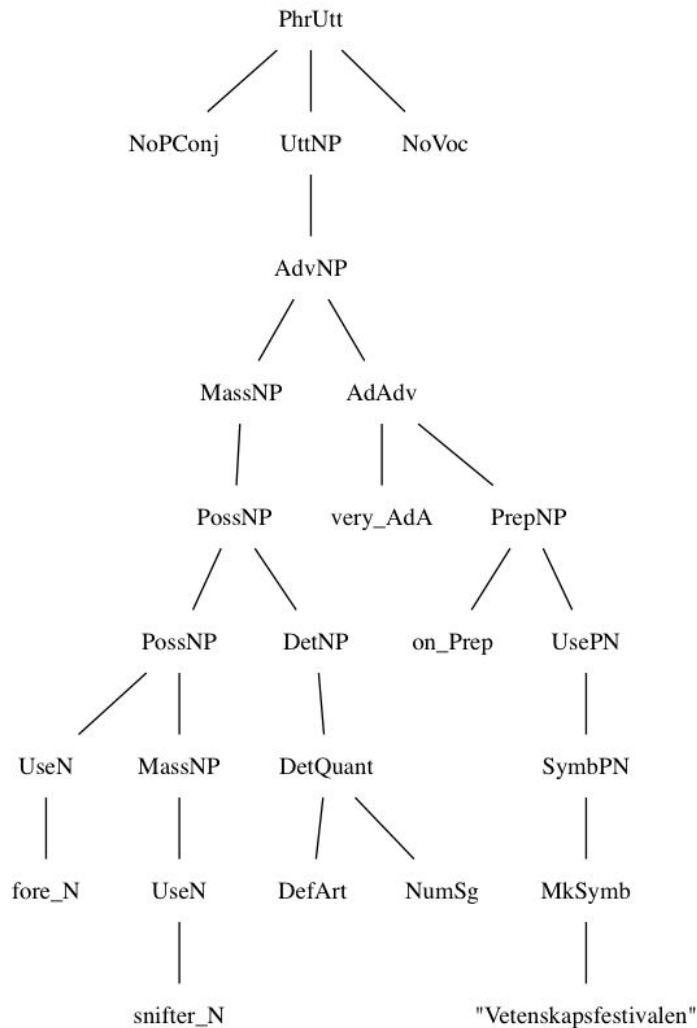 PhrUtt
NoPConj UttNP NoVoc
AdvNP
MassNP AdAdv
PossNP very_AdA PrepNP
PossNP DetNP on_Prep UsePN
UseN MassNP DetQuant SymbPN
fore_N UseN DefArt NumSg MkSymb
snifter_N "Vetenskapsfestivalen"